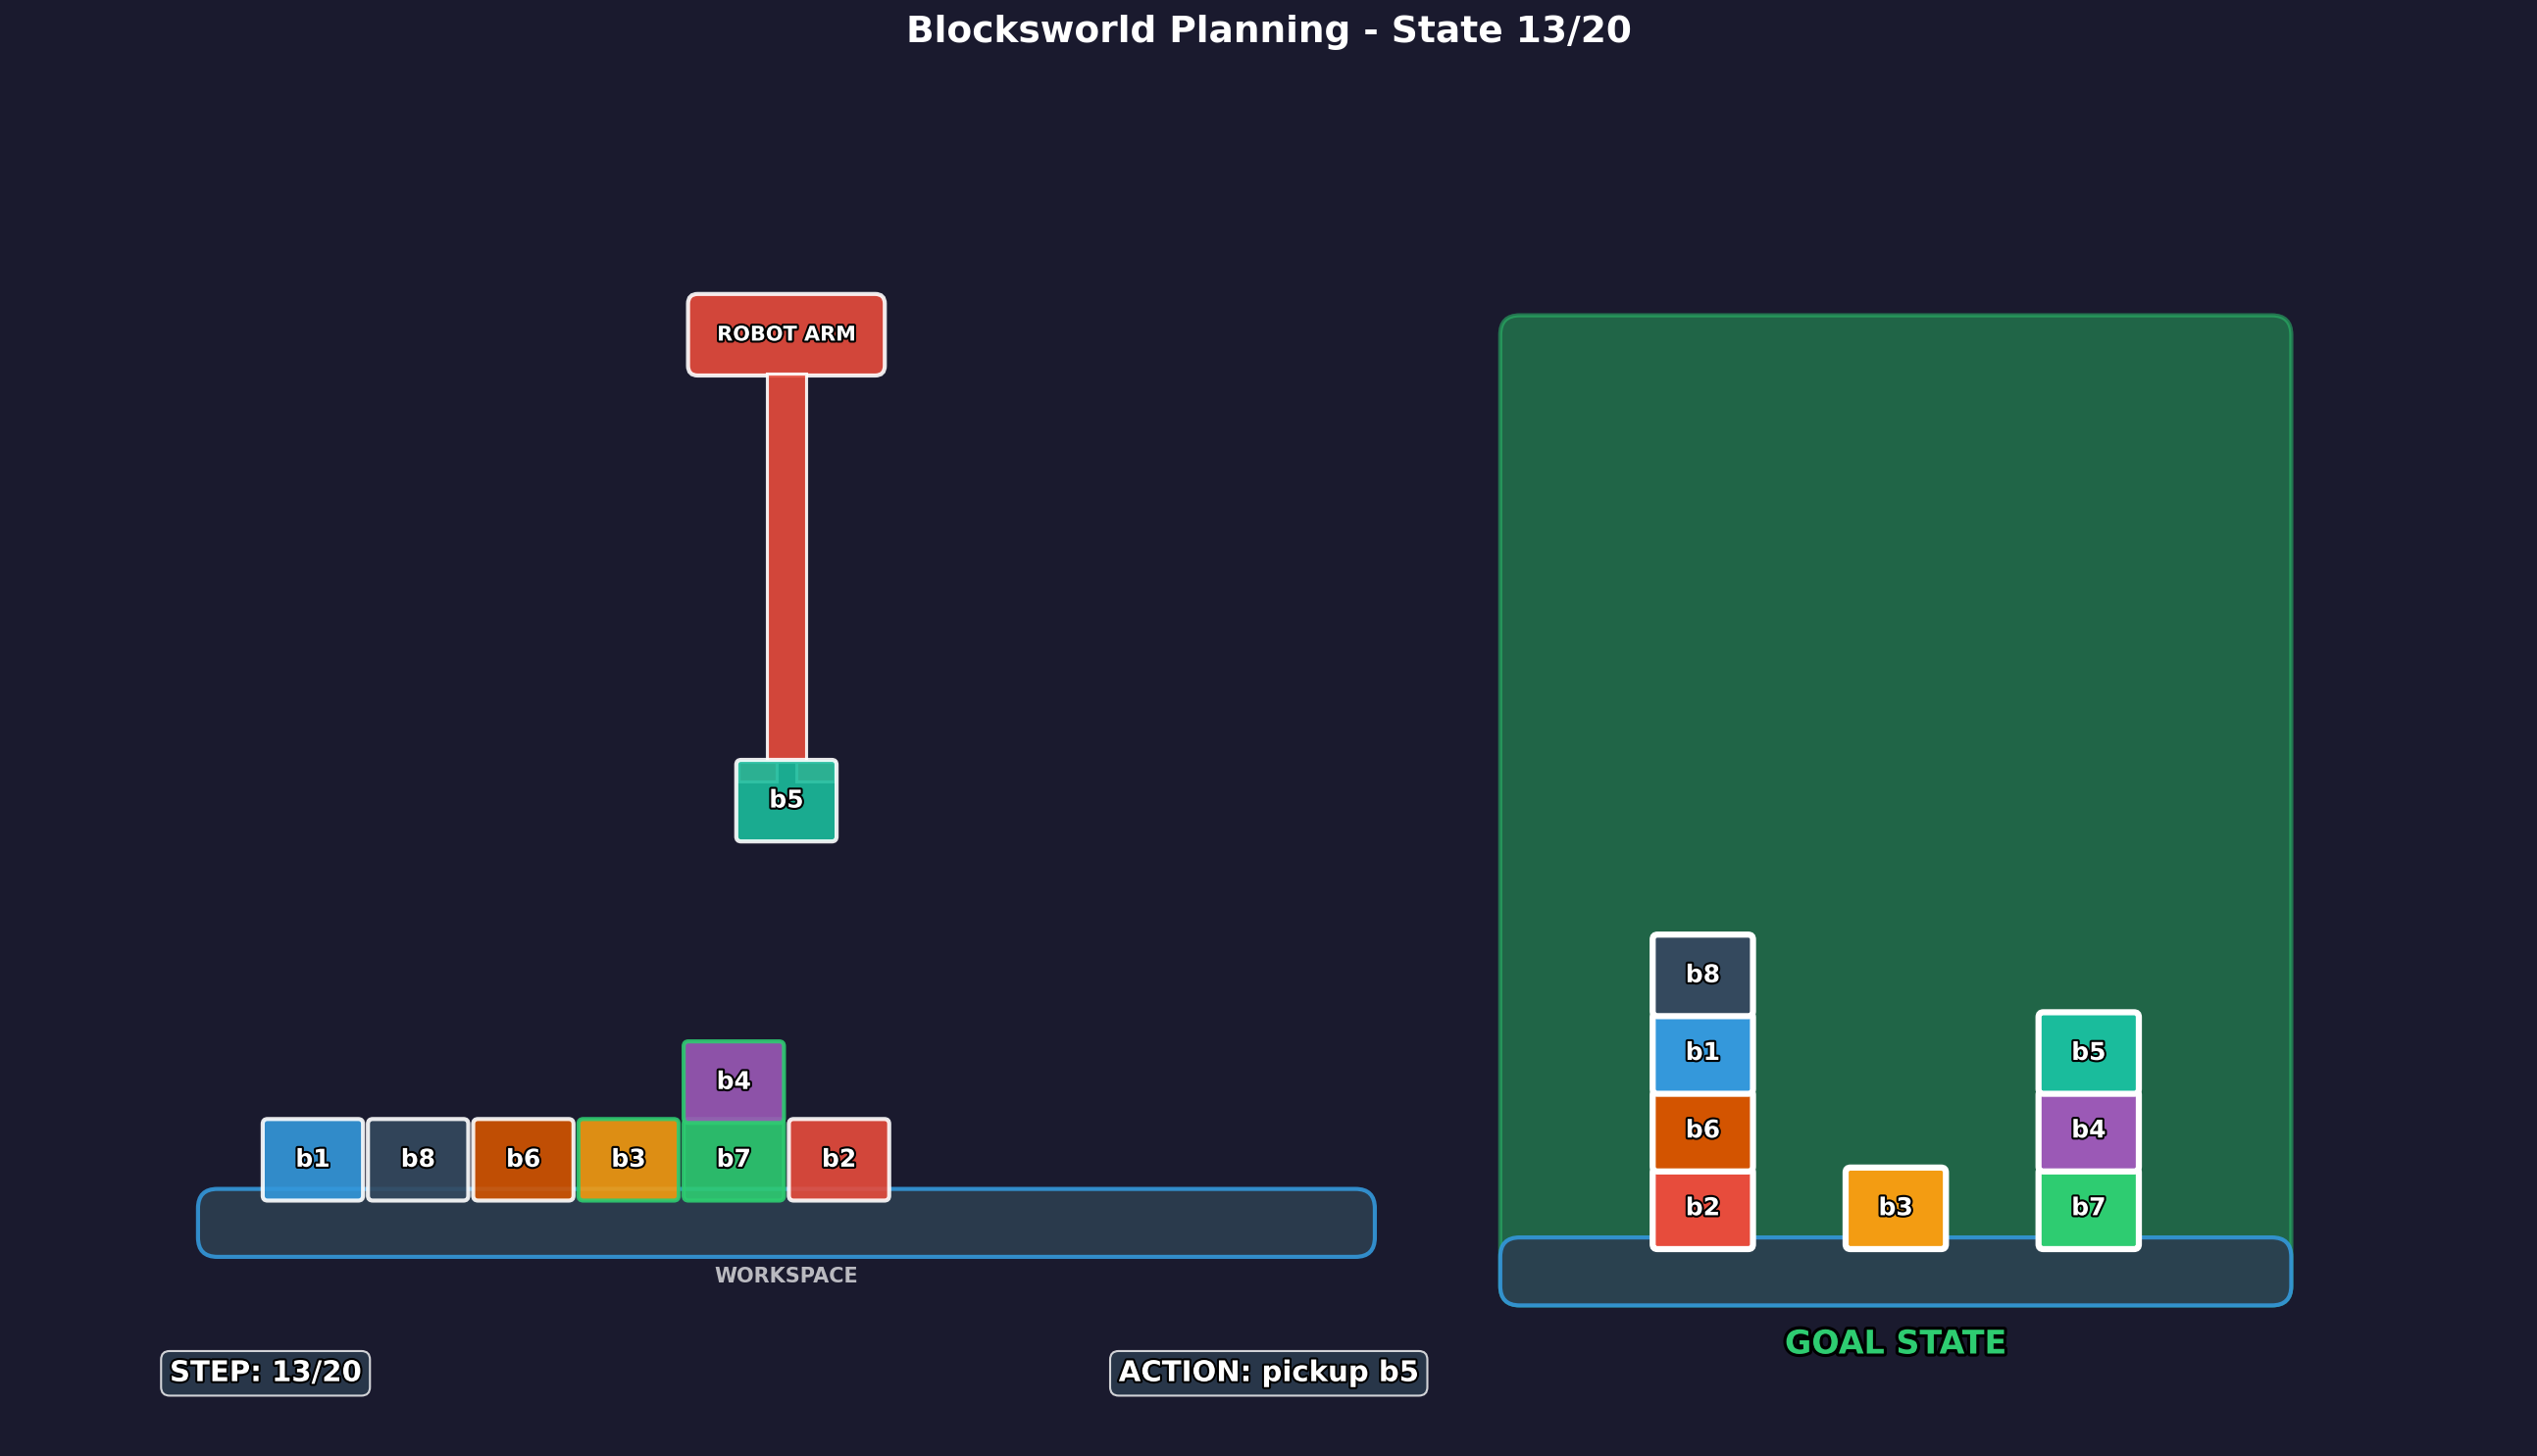 Blocksworld Planning - State 13/20
ROBOT ARM
b5
b4
b1 b8 b6 b3 b7 b2
WORKSPACE
b8
b1 b5
b6 b4
b2 b3 b7
GOAL STATE
STEP: 13/20
ACTION: pickup b5